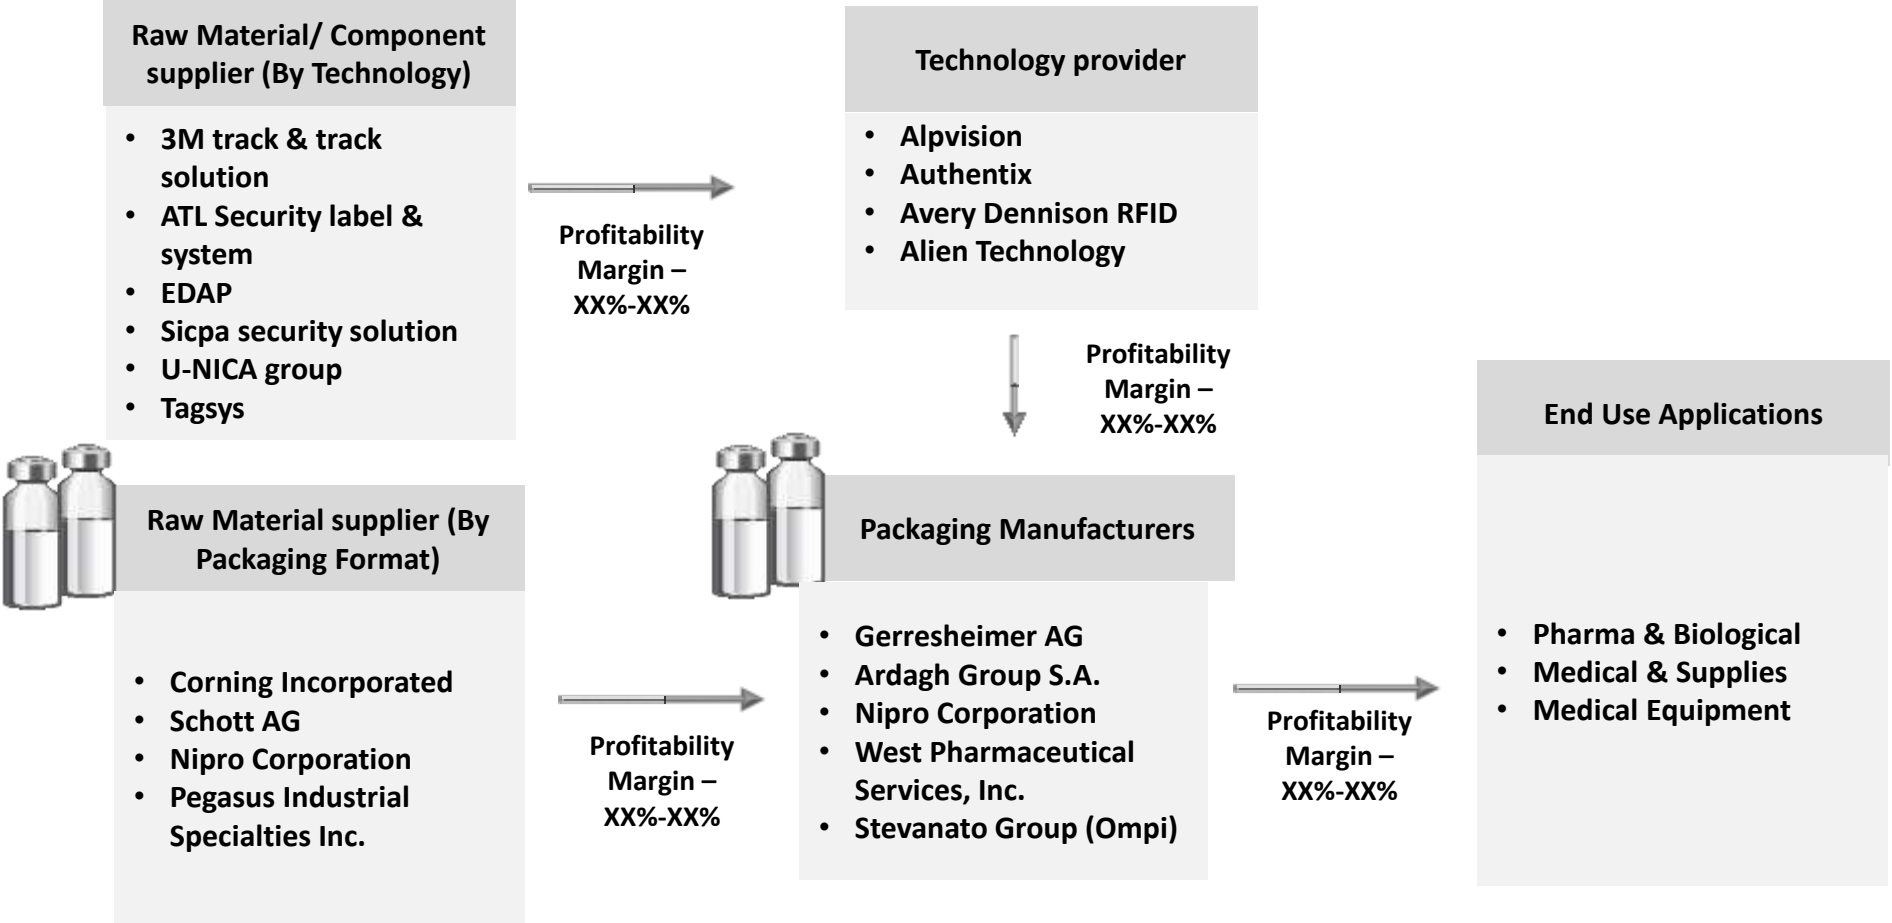 Raw Material/ Component
supplier (By Technology)
• 3M track & track
solution
• ATL Security label &
system
• EDAP
• Sicpa security solution
• U-NICA group
• Tagsys
Profitability
Margin –
XX%-XX%
Technology provider
• Alpvision
• Authentix
• Avery Dennison RFID
• Alien Technology
Profitability
Margin –
XX%-XX%
Raw Material supplier (By
Packaging Format)
• Corning Incorporated
• Schott AG
• Nipro Corporation
• Pegasus Industrial
Specialties Inc.
Profitability
Margin –
XX%-XX%
Packaging Manufacturers
• Gerresheimer AG
• Ardagh Group S.A.
• Nipro Corporation
• West Pharmaceutical
Services, Inc.
• Stevanato Group (Ompi)
Profitability
Margin –
XX%-XX%
End Use Applications
• Pharma & Biological
• Medical & Supplies
• Medical Equipment